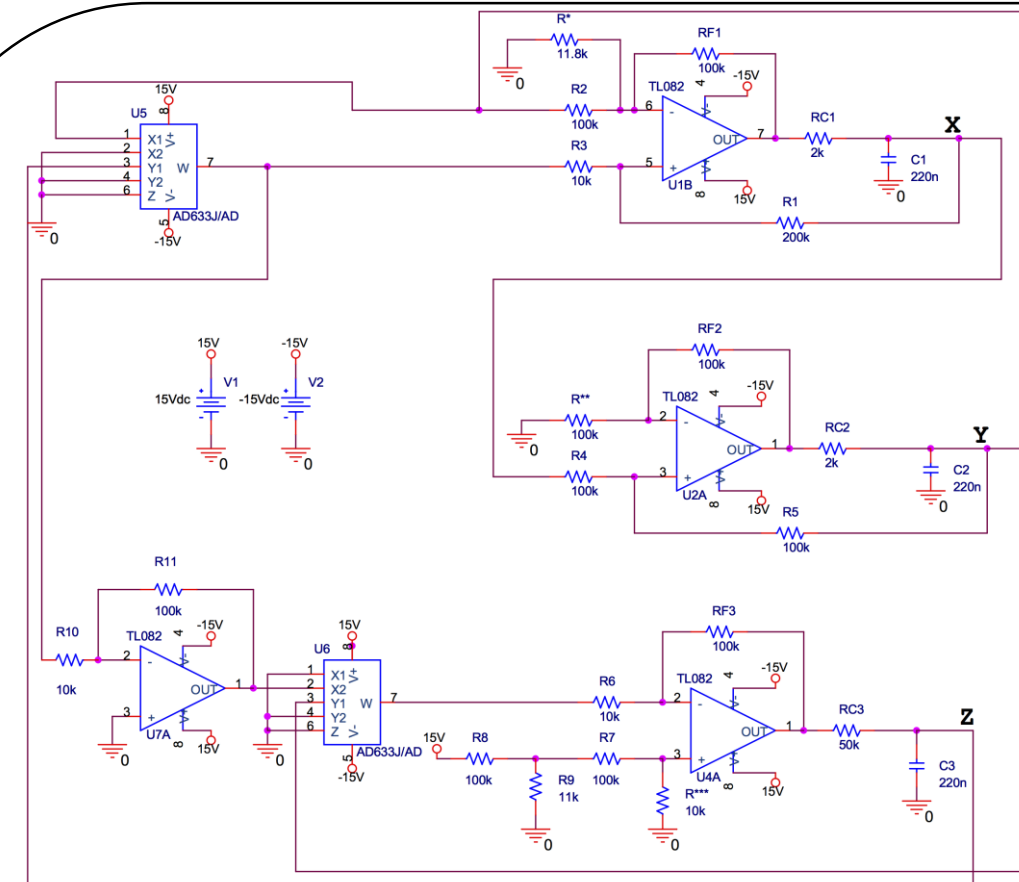 R*
11.8k
0
RF1
100k
TL082
-15V
4
V-
6
-
OUT
7
5
+
V+
U1B
8
15V
R2
100k
R3
10k
RC1
2k
X
C1
220n
0
R1
200k
15V
U5
8
1
X1
V+
2
X2
3
Y1
W
7
4
Y2
6
Z
V-
5
AD633J/AD
-15V
0
15V
V1
15Vdc
+
-
0
-15V
V2
-15Vdc
+
-
0
RF2
100k
TL082
-15V
4
V-
R**
100k
0
2
-
OUT
1
R4
100k
3
+
V+
U2A
8
15V
RC2
2k
Y
C2
220n
0
R5
100k
R11
100k
R10
10k
TL082
-15V
4
V-
2
-
OUT
1
3
+
V+
U7A
8
15V
0
15V
U6
8
1
X1
V+
2
X2
3
Y1
W
7
4
Y2
6
Z
V-
5
AD633J/AD
-15V
0
RF3
100k
TL082
-15V
4
V-
R6
10k
2
-
OUT
1
3
+
V+
U4A
8
15V
15V
R8
100k
R7
100k
R9
11k
0
R***
10k
0
RC3
50k
Z
C3
220n
0